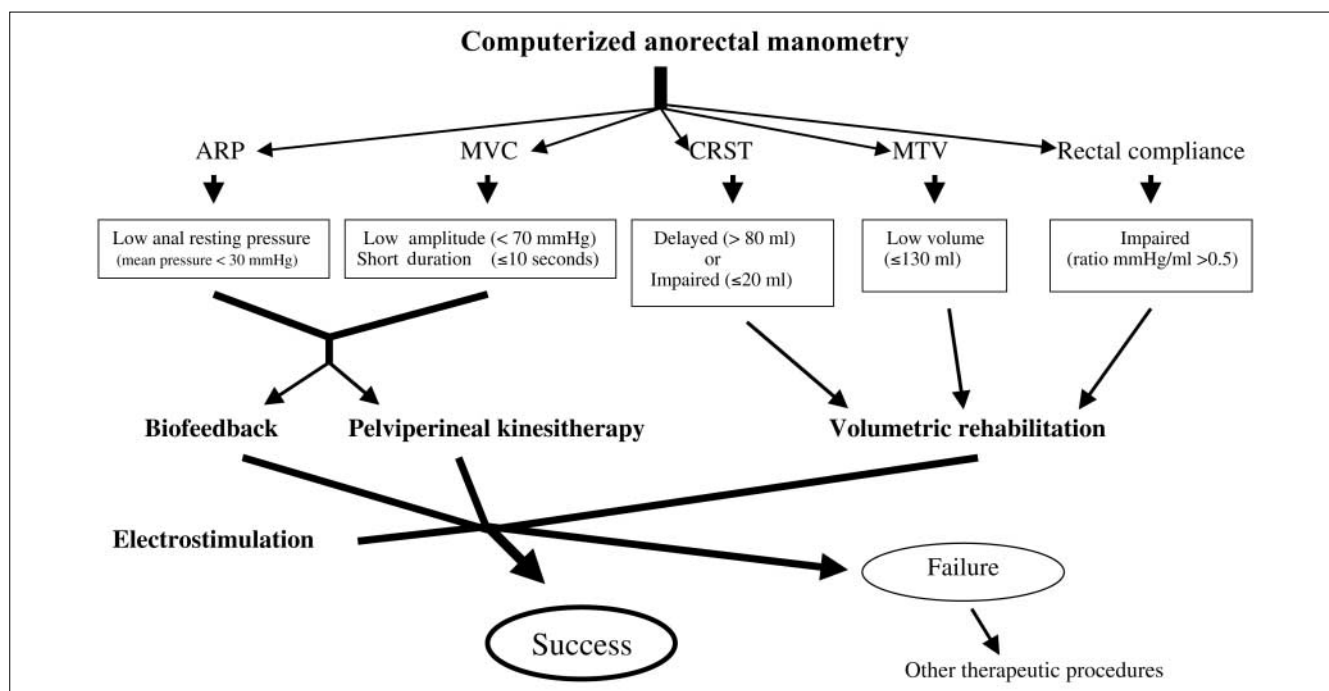 Computerized anorectal manometry
ARP
MVC
CRST
MTV
Rectal compliance
Low anal resting pressure
(mean pressure < 30 mmHg)
Low amplitude (< 70 mmHg)
Short duration (≤10 seconds)
Delayed (> 80 ml)
or
Impaired (≤20 ml)
Low volume
(≤130 ml)
Impaired
(ratio mmHg/ml >0.5)
Biofeedback
Pelviperineal kinesitherapy
Volumetric rehabilitation
Electrostimulation
Failure
Success
Other therapeutic procedures